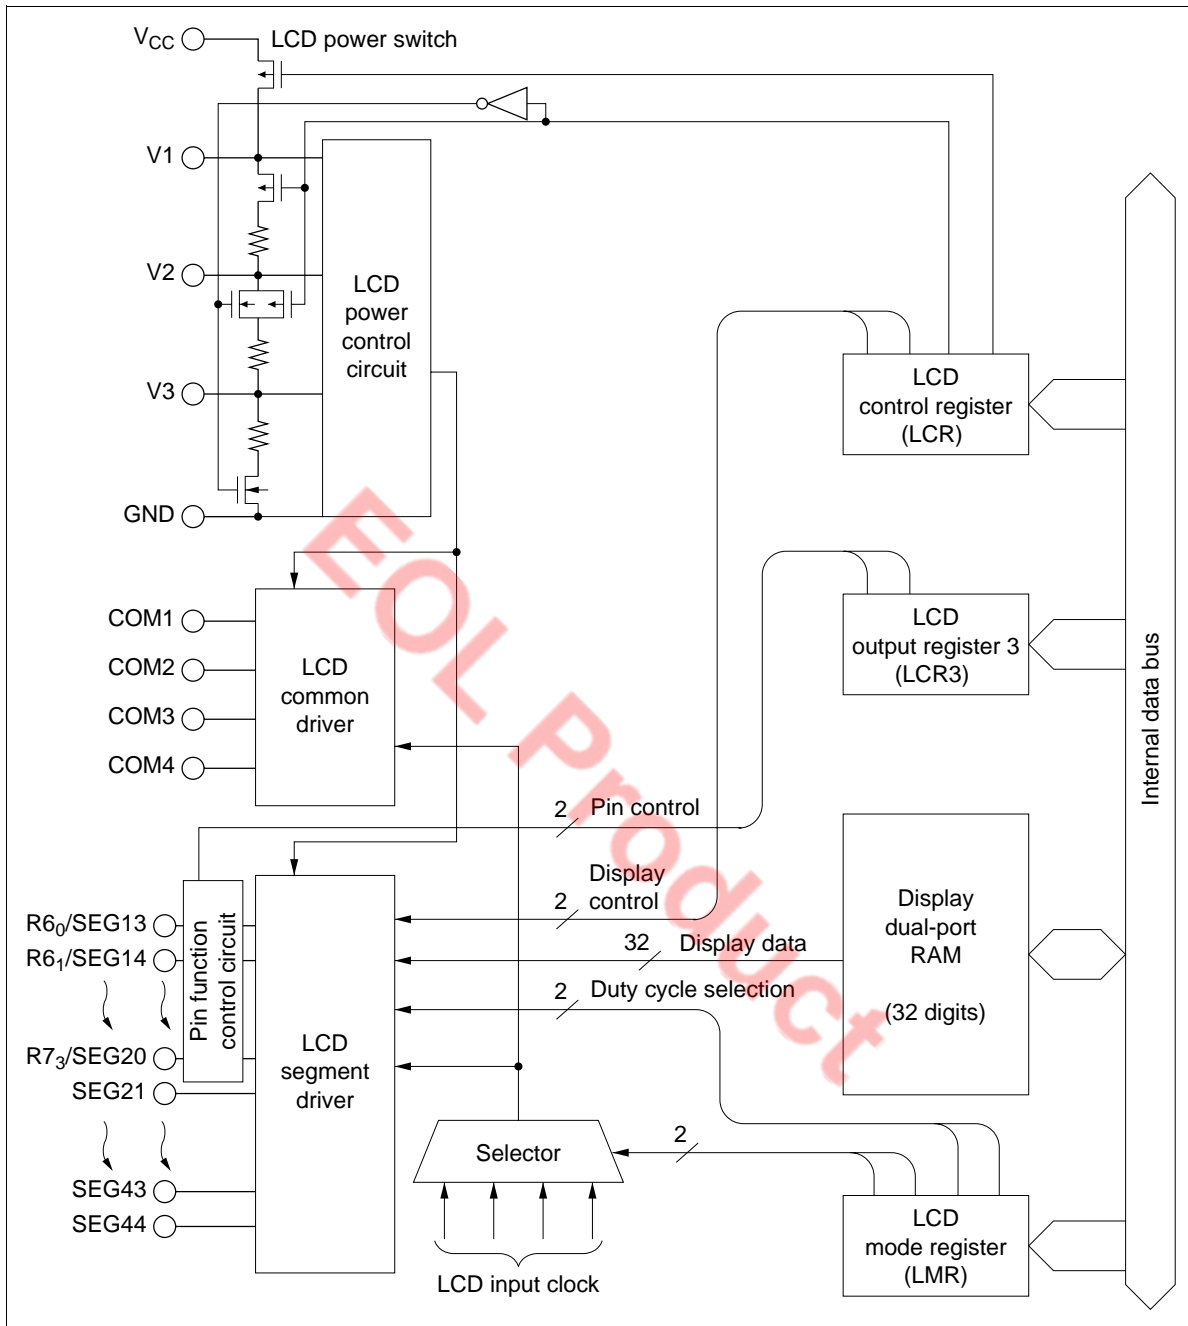 VCC
LCD power switch
V1
V2
V3
GND
LCD
power
control
circuit
LCD
control register
(LCR)
LCD
output register 3
(LCR3)
Internal data bus
COM1
COM2
COM3
COM4
LCD
common
driver
2 Pin control
2 Display
control
32 Display data
2 Duty cycle selection
Display
dual-port
RAM
(32 digits)
R60/SEG13
R61/SEG14
R73/SEG20
SEG21
SEG43
SEG44
Pin function
control circuit
LCD
segment
driver
Selector
2
LCD input clock
LCD
mode register
(LMR)
EOL Product